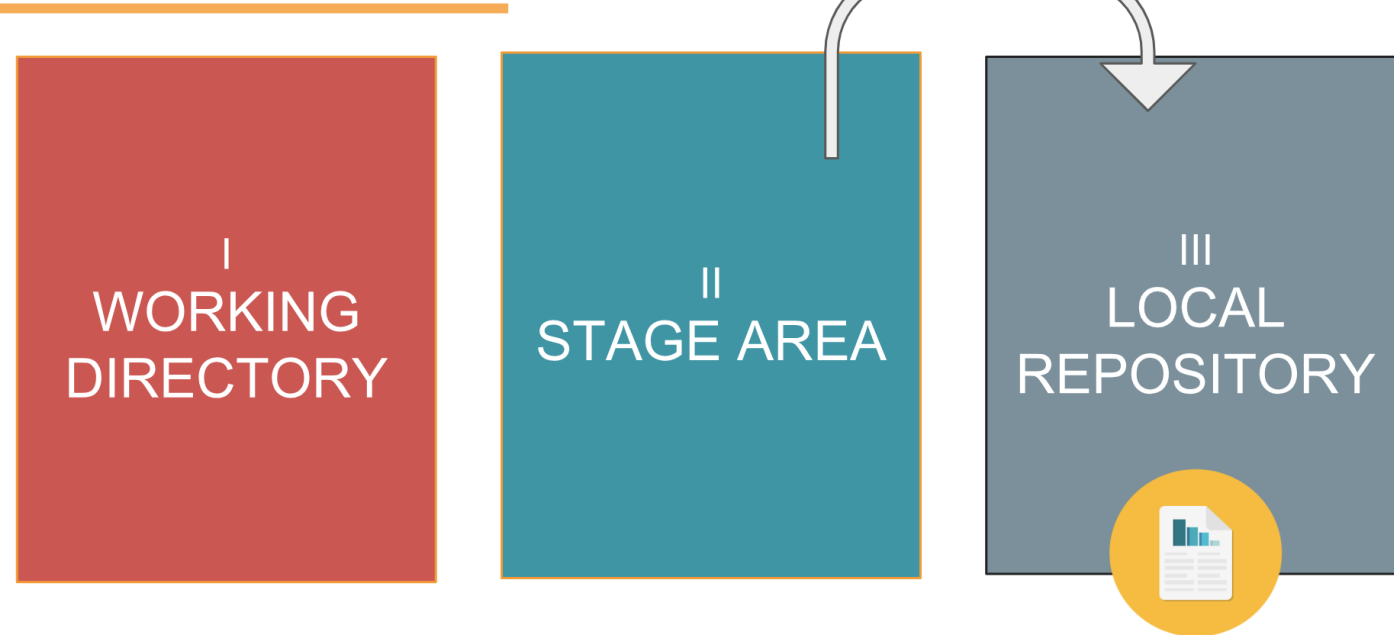 I
WORKING
DIRECTORY
II
STAGE AREA
III
LOCAL
REPOSITORY